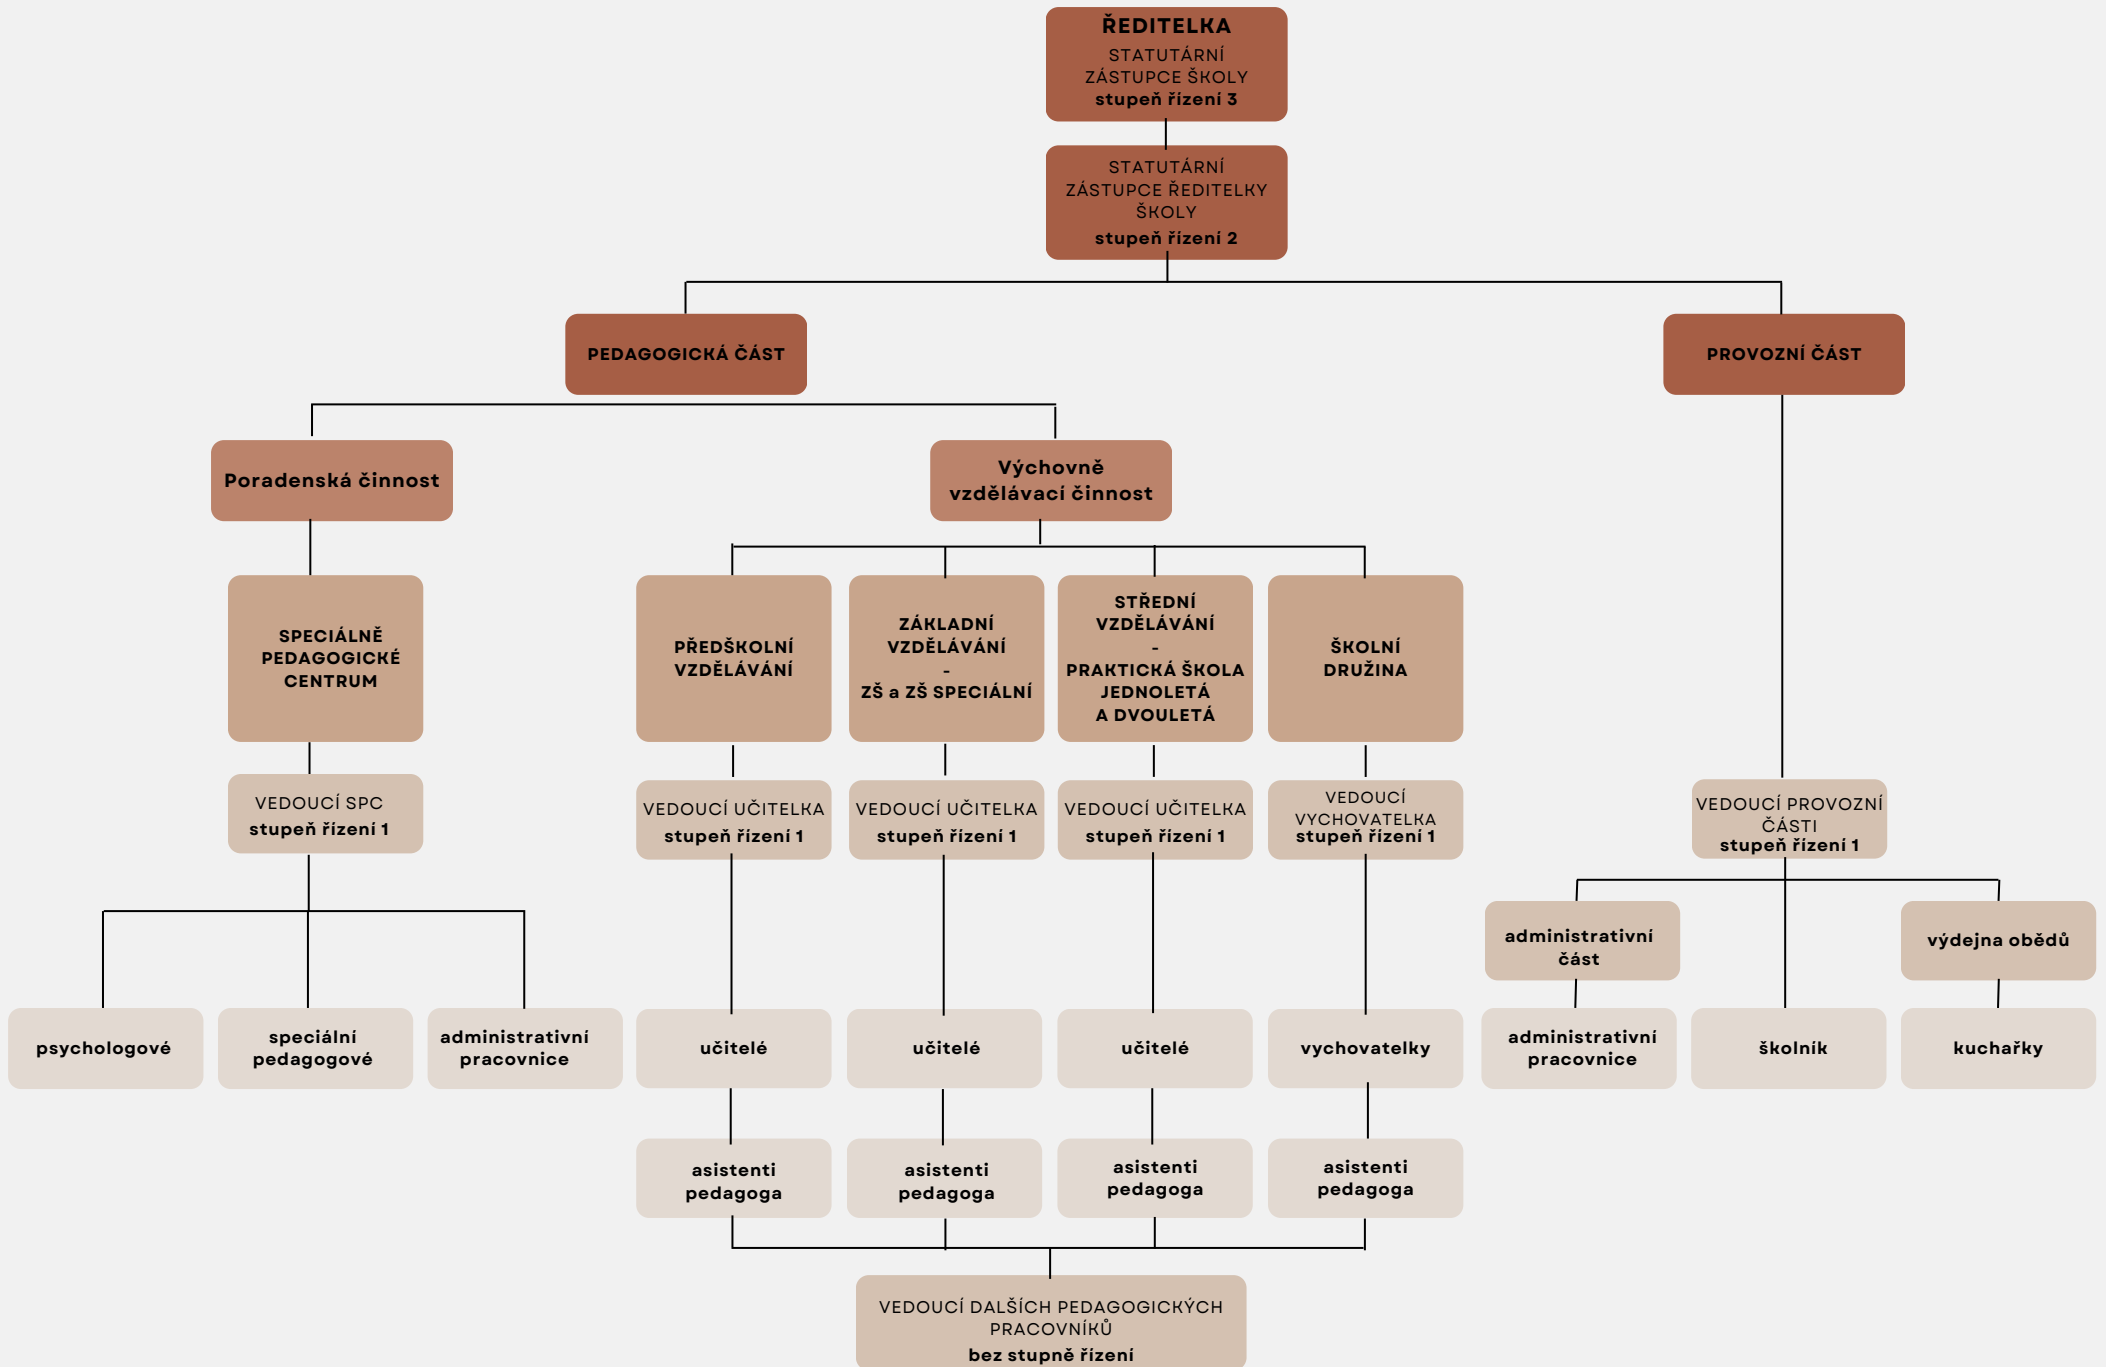 ŘEDITELKA
STATUTÁRNÍ
ZÁSTUPCE ŠKOLY
stupeň řízení 3
STATUTÁRNÍ
ZÁSTUPCE ŘEDITELKY
ŠKOLY
stupeň řízení 2
PEDAGOGICKÁ ČÁST
PROVOZNÍ ČÁST
Poradenská činnost
Výchovně
vzdělávací činnost
SPECIÁLNĚ
PEDAGOGICKÉ
CENTRUM
PŘEDŠKOLNÍ
VZDĚLÁVÁNÍ
ZÁKLADNÍ
VZDĚLÁVÁNÍ
-
ZŠ a ZŠ SPECIÁLNÍ
STŘEDNÍ
VZDĚLÁVÁNÍ
-
PRAKTICKÁ ŠKOLA
JEDNOLETÁ
A DVOULETÁ
ŠKOLNÍ
DRUŽINA
VEDOUCÍ SPC
stupeň řízení 1
VEDOUCÍ UČITELKA
stupeň řízení 1
VEDOUCÍ UČITELKA
stupeň řízení 1
VEDOUCÍ UČITELKA
stupeň řízení 1
VEDOUCÍ
VYCHOVATELKA
stupeň řízení 1
VEDOUCÍ PROVOZNÍ
ČÁSTI
stupeň řízení 1
administrativní
část
výdejna obědů
psychologové
speciální
pedagogové
administrativní
pracovnice
učitelé
učitelé
učitelé
vychovatelky
administrativní
pracovnice
školník
kuchařky
asistenti
pedagoga
asistenti
pedagoga
asistenti
pedagoga
asistenti
pedagoga
VEDOUCÍ DALŠÍCH PEDAGOGICKÝCH
PRACOVNÍKŮ
bez stupně řízení